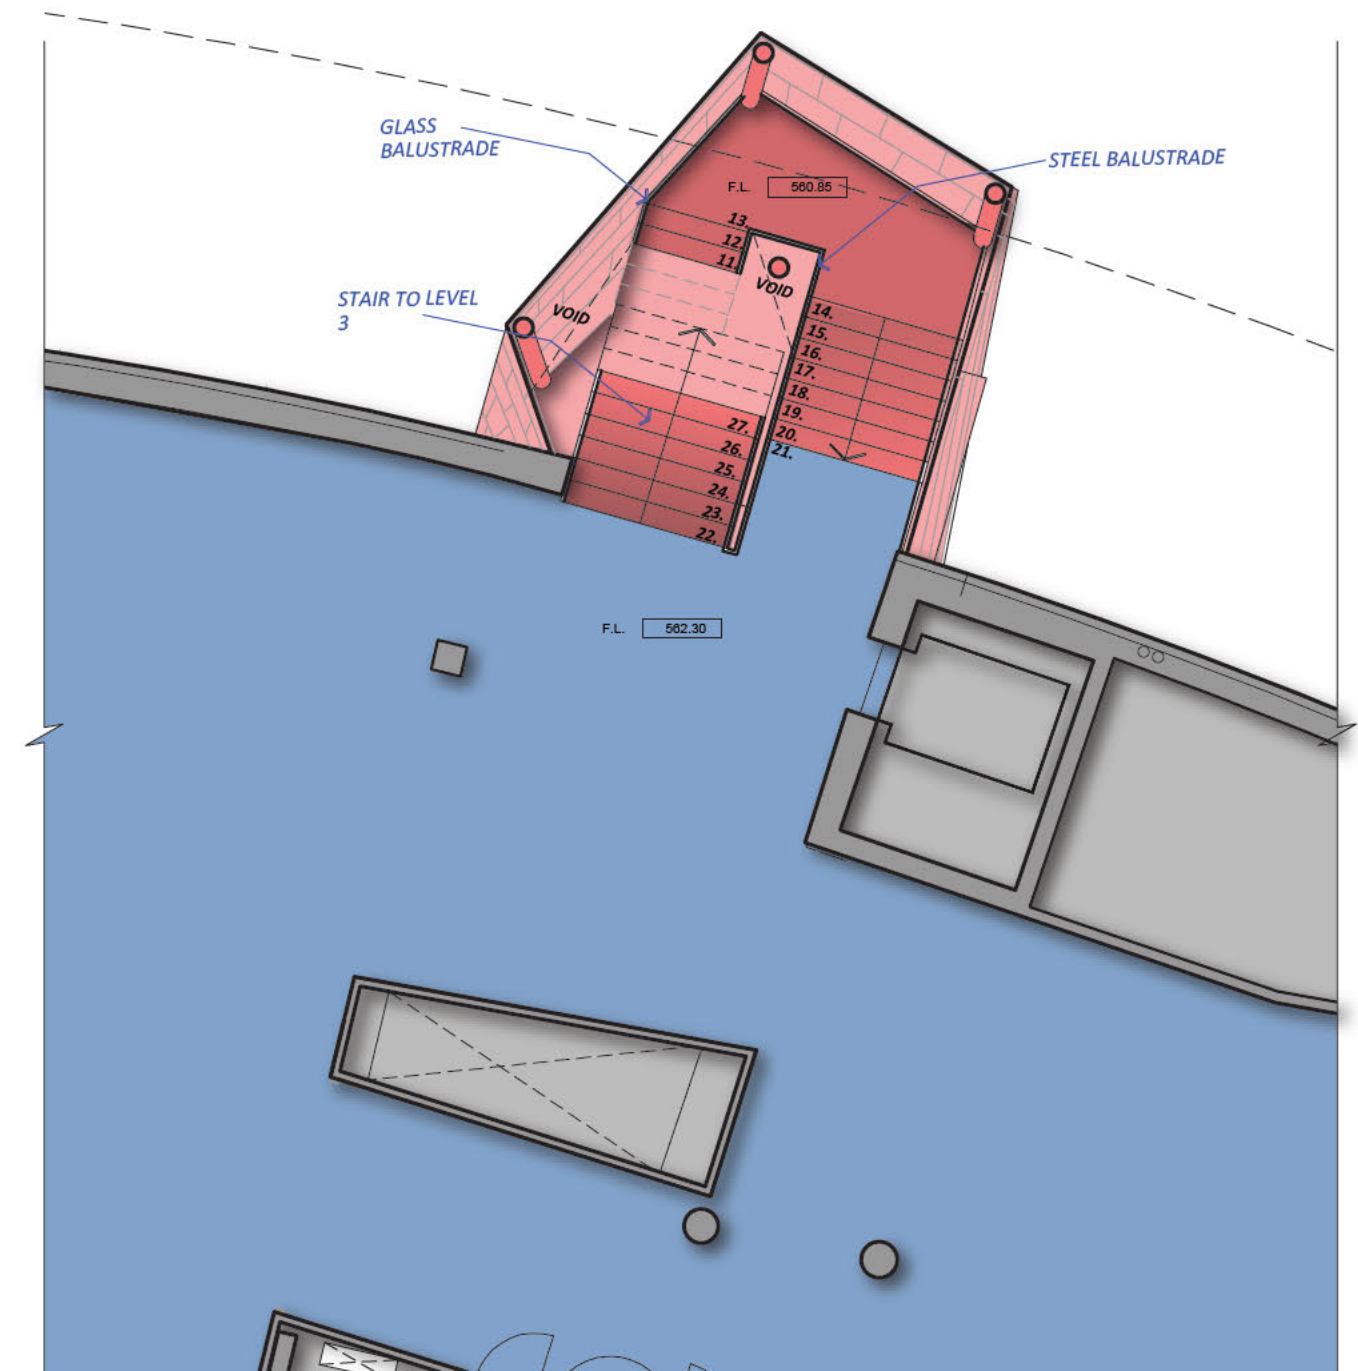 GLASS
BALUSTRADE
STEEL BALUSTRADE
F.L. 560.85
13.
12.
11.
VOID
STAIR TO LEVEL
3
VOID
14.
15.
16.
17.
18.
19.
20.
21.
27.
26.
25.
24.
23.
22.
F.L. 562.30